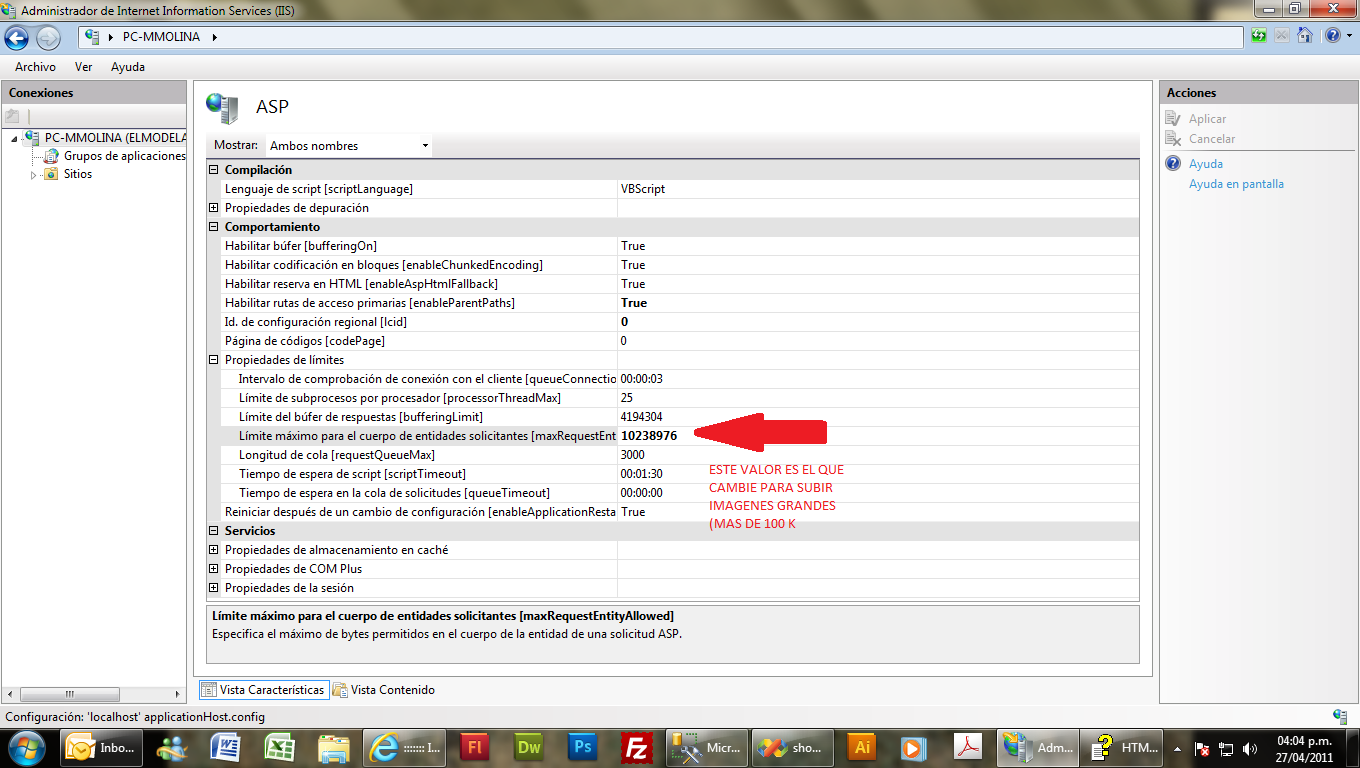 Administrador de Internet Information Services (IIS)
PC-MMOLINA
Archivo Ver Ayuda
Conexiones
PC-MMOLINA (ELMODELA
Grupos de aplicaciones
Sitios
ASP
Mostrar: Ambos nombres
Compilación
Lenguaje de script [scriptLanguage] VBScript
Propiedades de depuración
Comportamiento
Habilitar búfer [bufferingOn] True
Habilitar codificación en bloques [enableChunkedEncoding] True
Habilitar reserva en HTML [enableAspHtmlFallback] True
Habilitar rutas de acceso primarias [enableParentPaths] True
Id. de configuración regional [lcid] 0
Página de códigos [codePage] 0
Propiedades de límites
Intervalo de comprobación de conexión con el cliente [queueConnectio 00:00:03
Límite de subprocesos por procesador [processorThreadMax] 25
Límite del búfer de respuestas [bufferingLimit] 4194304
Límite máximo para el cuerpo de entidades solicitantes [maxRequestEnt 10238976
Longitud de cola [requestQueueMax] 3000
Tiempo de espera de script [scriptTimeout] 00:01:30
Tiempo de espera en la cola de solicitudes [queueTimeout] 00:00:00
Reiniciar después de un cambio de configuración [enableApplicationResta True
ESTE VALOR ES EL QUE
CAMBIE PARA SUBIR
IMAGENES GRANDES
(MAS DE 100 K
Servicios
Propiedades de almacenamiento en caché
Propiedades de COM Plus
Propiedades de la sesión
Límite máximo para el cuerpo de entidades solicitantes [maxRequestEntityAllowed]
Especifica el máximo de bytes permitidos en el cuerpo de la entidad de una solicitud ASP.
Vista Características Vista Contenido
Acciones
Aplicar
Cancelar
Ayuda
Ayuda en pantalla
Configuración: 'localhost' applicationHost.config
Inbo... ::::::: I... Fl Dw Ps Fz Micr... sho... Ai Adm... HTM...
04:04 p.m.
27/04/2011